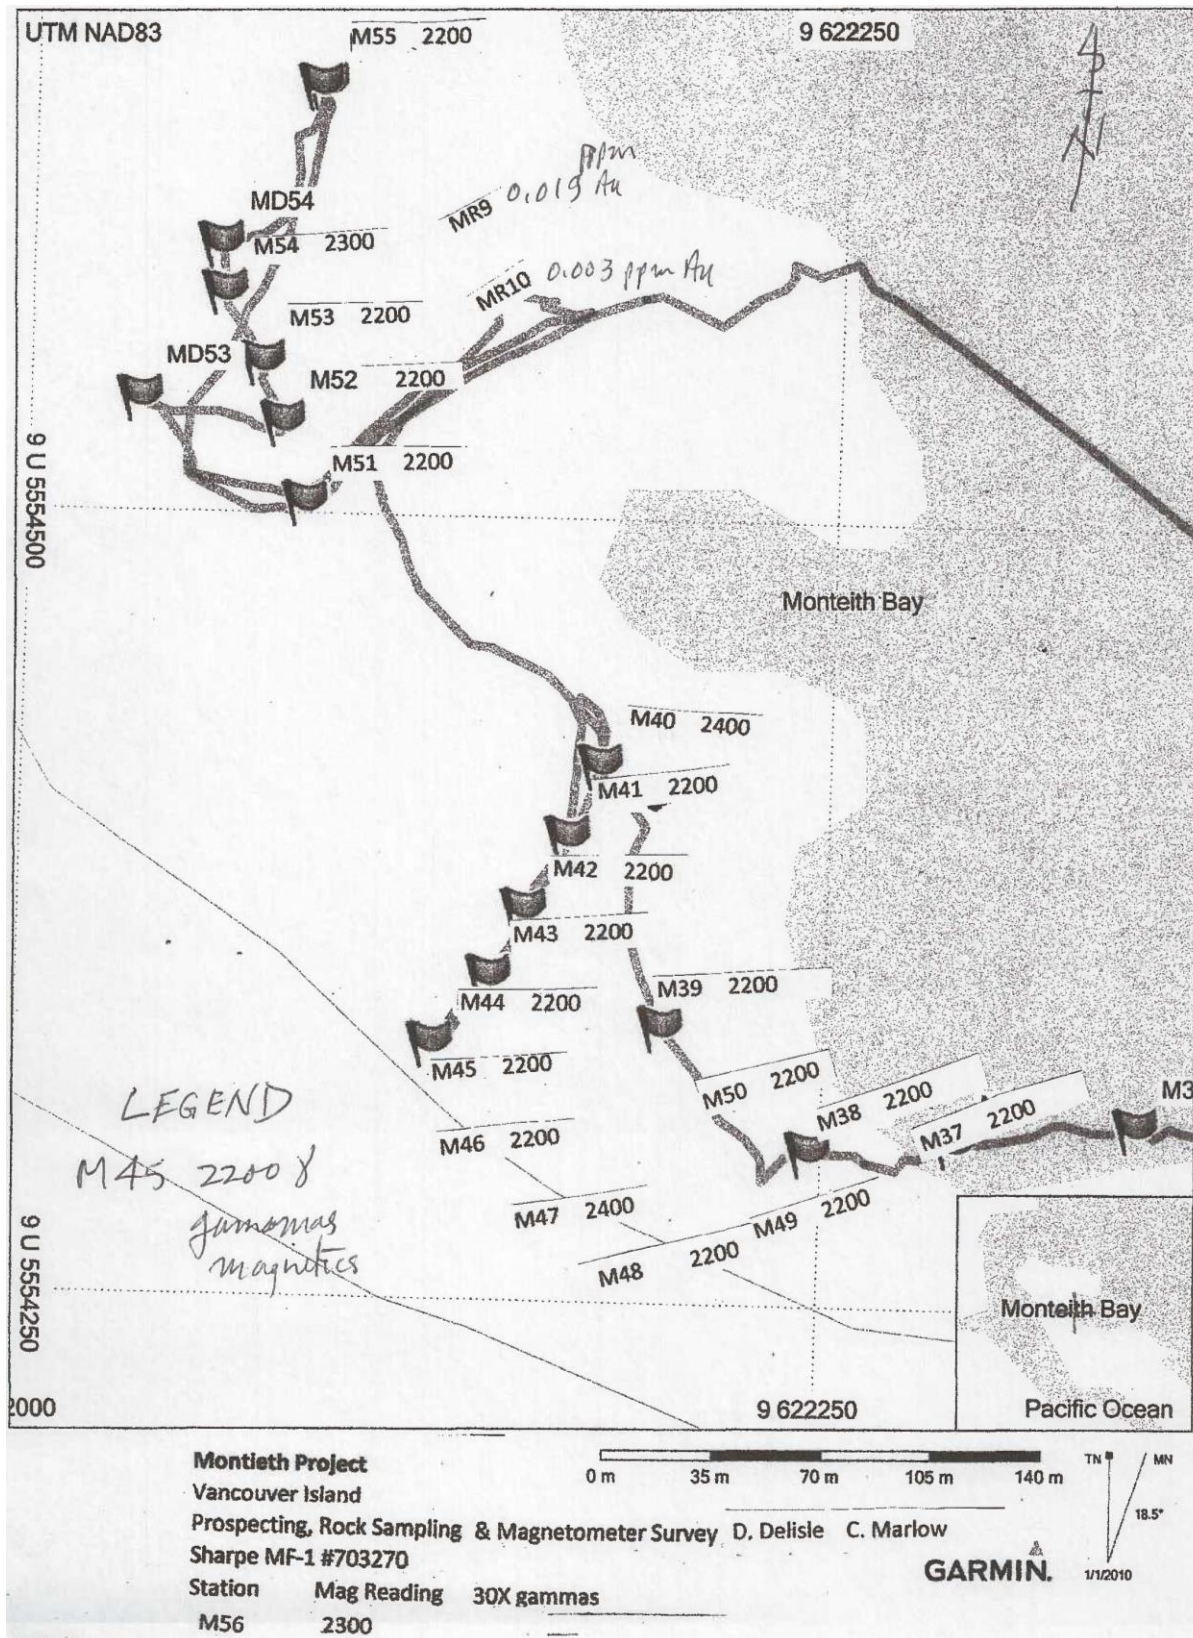 UTM NAD83
M55 2200
9 622250
4
N
ppm
MR9 0.019 Au
MD54
M54 2300
MR10 0.003 ppm Au
M53 2200
MD53
M52 2200
M51 2200
9 U 5554500
Monteith Bay
M40 2400
M41 2200
M42 2200
M43 2200
M39 2200
M44 2200
M45 2200
M50 2200
M38 2200
M37 2200
M3
LEGEND
M46 2200
M45 2200 γ
gammas
magnetics
M47 2400
M49 2200
M48 2200
9 U 5554250
Monteith Bay
Pacific Ocean
2000
9 622250
Montieth Project
Vancouver Island
Prospecting, Rock Sampling & Magnetometer Survey D. Delisle C. Marlow
Sharpe MF-1 #703270
Station Mag Reading 30X gammas
M56 2300
0 m 35 m 70 m 105 m 140 m
TN MN
18.5°
GARMIN.
1/1/2010